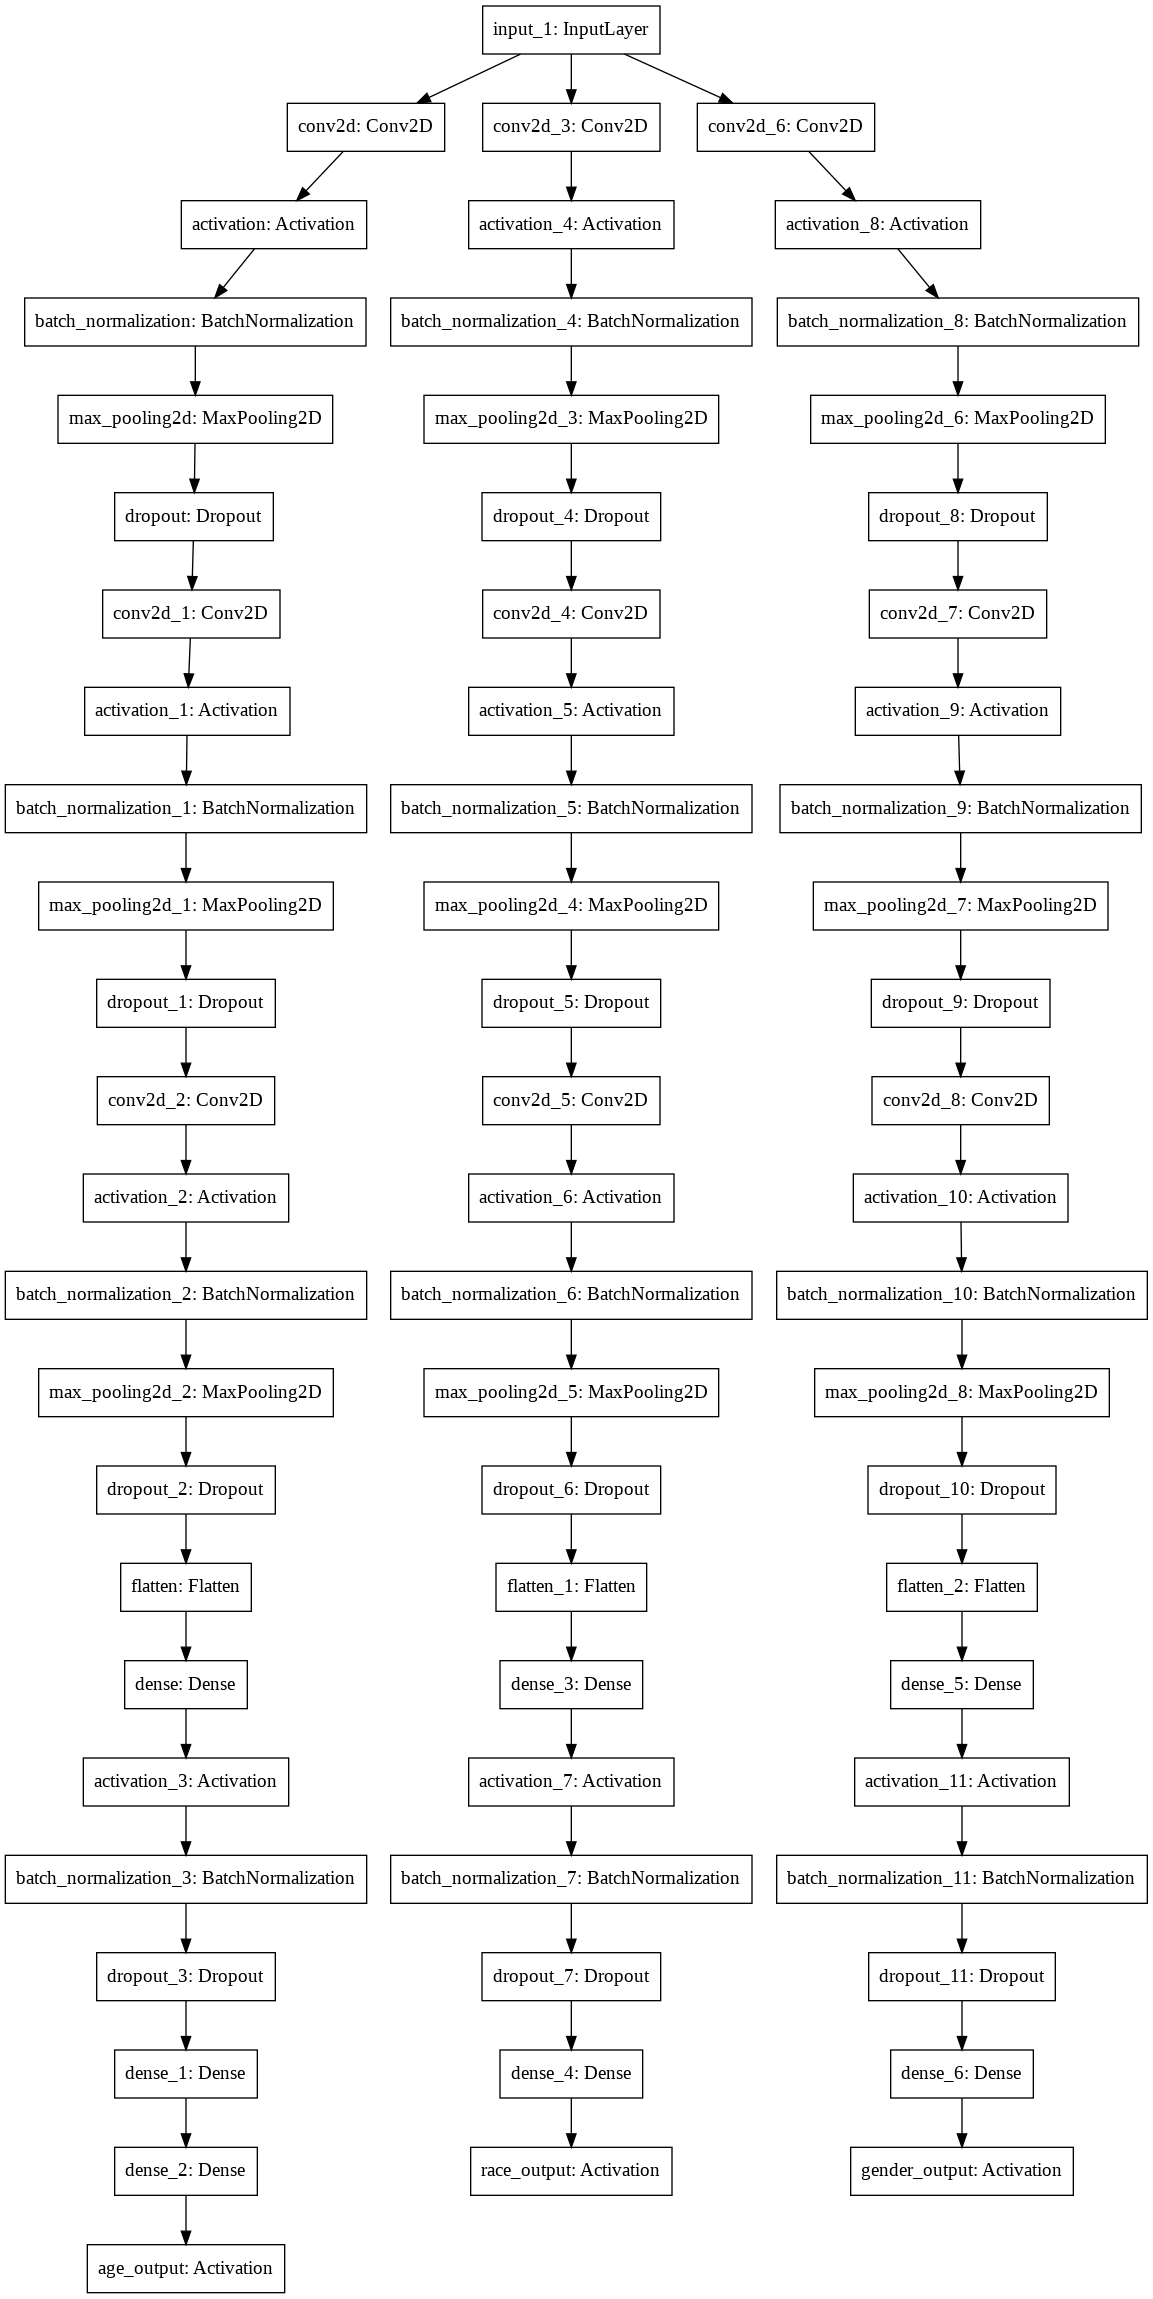 input_1: InputLayer
conv2d: Conv2D
conv2d_3: Conv2D
conv2d_6: Conv2D
activation: Activation
activation_4: Activation
activation_8: Activation
batch_normalization: BatchNormalization
batch_normalization_4: BatchNormalization
batch_normalization_8: BatchNormalization
max_pooling2d: MaxPooling2D
max_pooling2d_3: MaxPooling2D
max_pooling2d_6: MaxPooling2D
dropout: Dropout
dropout_4: Dropout
dropout_8: Dropout
conv2d_1: Conv2D
conv2d_4: Conv2D
conv2d_7: Conv2D
activation_1: Activation
activation_5: Activation
activation_9: Activation
batch_normalization_1: BatchNormalization
batch_normalization_5: BatchNormalization
batch_normalization_9: BatchNormalization
max_pooling2d_1: MaxPooling2D
max_pooling2d_4: MaxPooling2D
max_pooling2d_7: MaxPooling2D
dropout_1: Dropout
dropout_5: Dropout
dropout_9: Dropout
conv2d_2: Conv2D
conv2d_5: Conv2D
conv2d_8: Conv2D
activation_2: Activation
activation_6: Activation
activation_10: Activation
batch_normalization_2: BatchNormalization
batch_normalization_6: BatchNormalization
batch_normalization_10: BatchNormalization
max_pooling2d_2: MaxPooling2D
max_pooling2d_5: MaxPooling2D
max_pooling2d_8: MaxPooling2D
dropout_2: Dropout
dropout_6: Dropout
dropout_10: Dropout
flatten: Flatten
flatten_1: Flatten
flatten_2: Flatten
dense: Dense
dense_3: Dense
dense_5: Dense
activation_3: Activation
activation_7: Activation
activation_11: Activation
batch_normalization_3: BatchNormalization
batch_normalization_7: BatchNormalization
batch_normalization_11: BatchNormalization
dropout_3: Dropout
dropout_7: Dropout
dropout_11: Dropout
dense_1: Dense
dense_4: Dense
dense_6: Dense
dense_2: Dense
race_output: Activation
gender_output: Activation
age_output: Activation